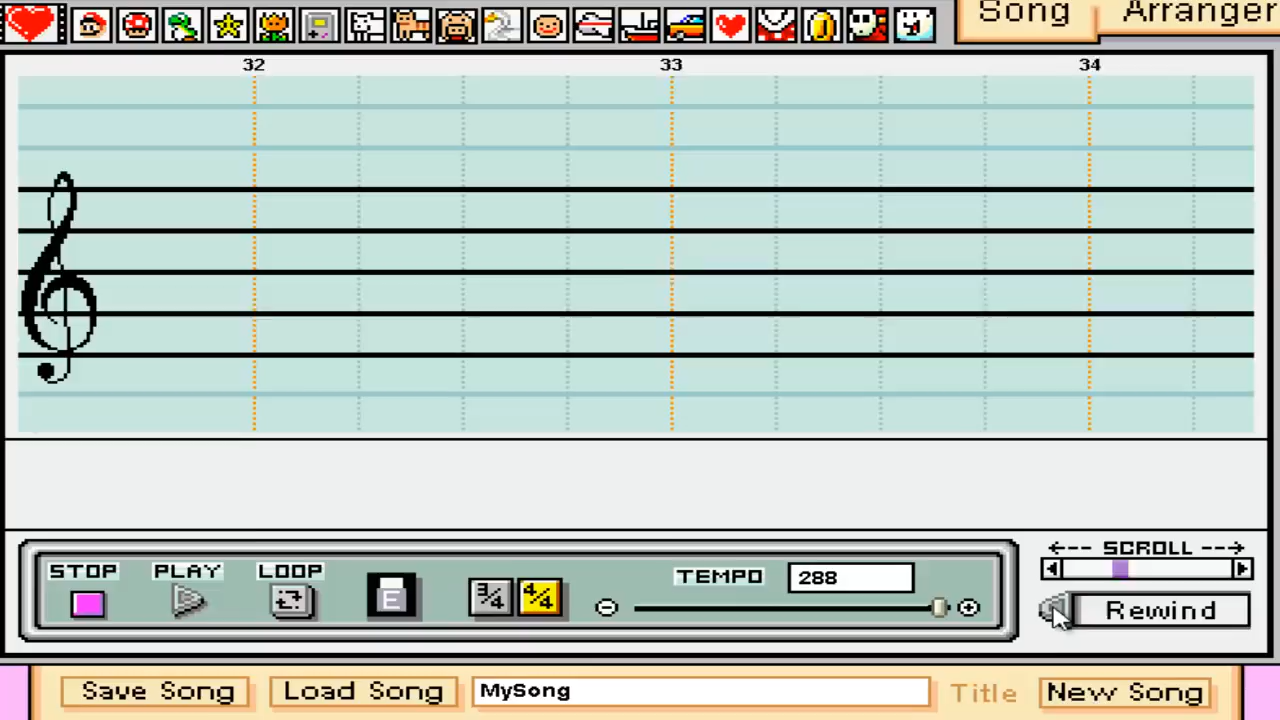 Song Arranger
32 33 34
STOP PLAY LOOP
E
3/4 4/4
TEMPO 288
<--- SCROLL --->
Rewind
Save Song Load Song MySong Title New Song